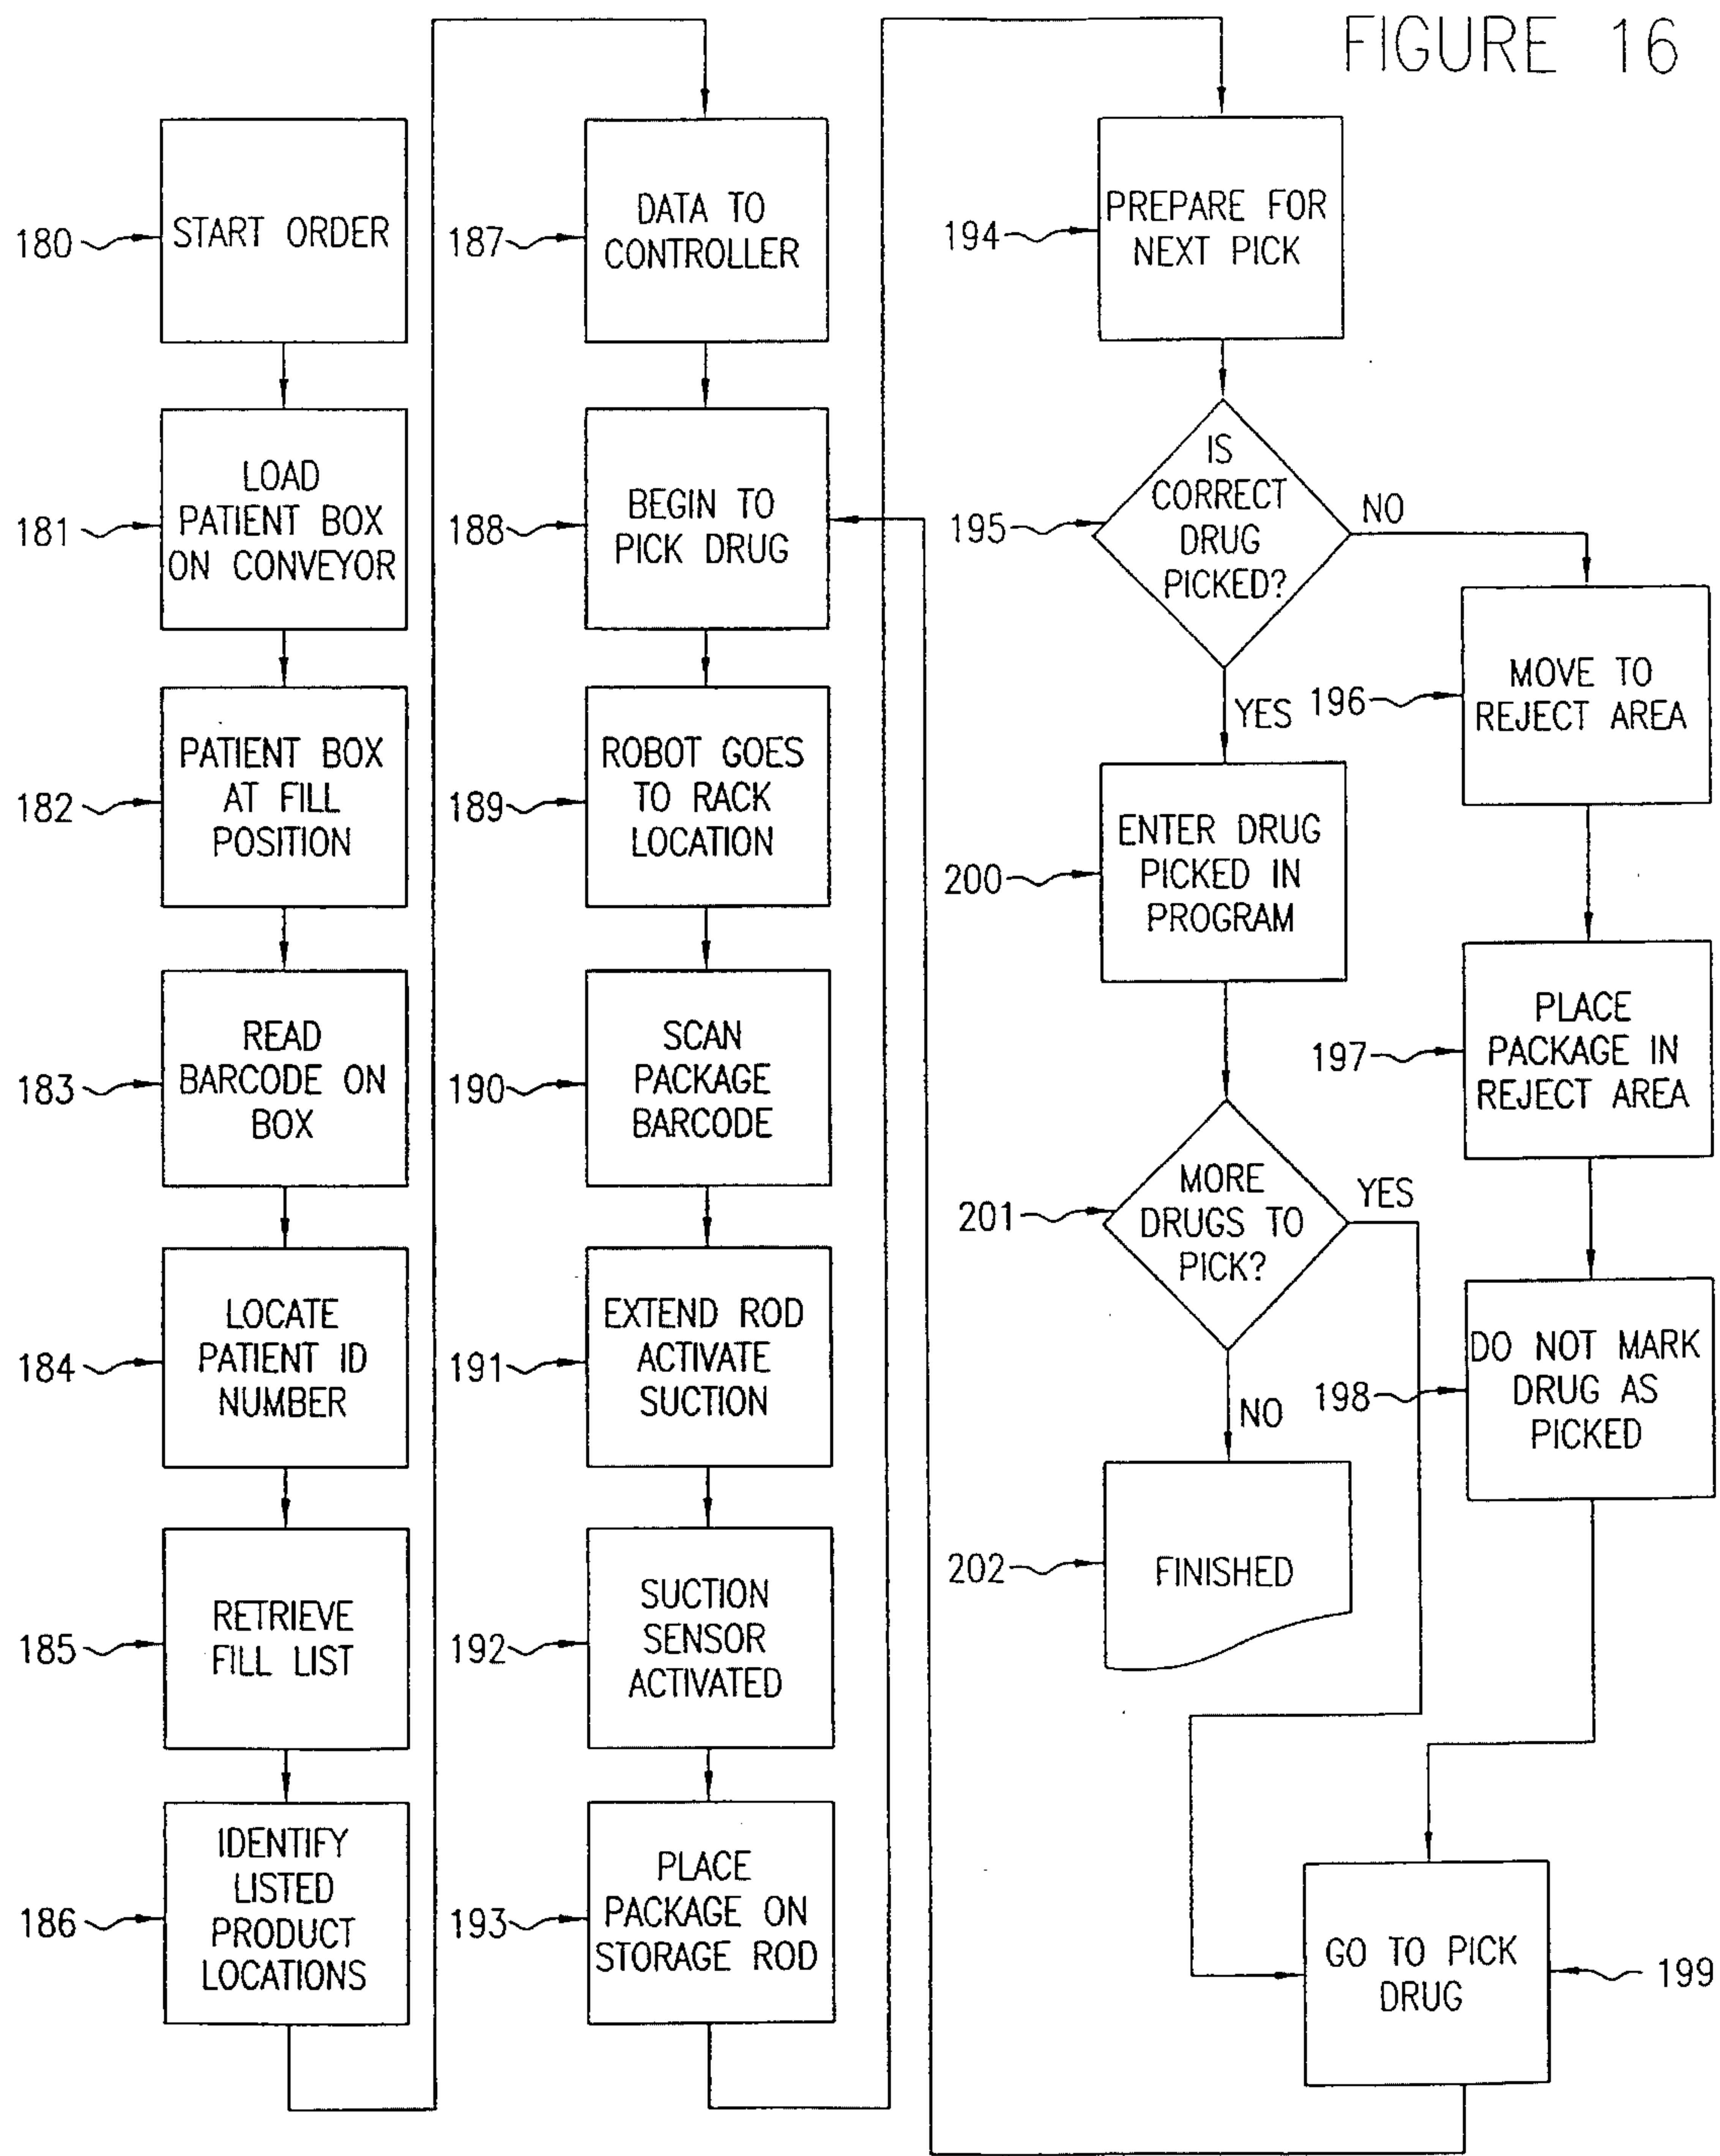 FIGURE 16
180
START ORDER
181
LOAD
PATIENT BOX
ON CONVEYOR
182
PATIENT BOX
AT FILL
POSITION
183
READ
BARCODE ON
BOX
184
LOCATE
PATIENT ID
NUMBER
185
RETRIEVE
FILL LIST
186
IDENTIFY
LISTED
PRODUCT
LOCATIONS
187
DATA TO
CONTROLLER
188
BEGIN TO
PICK DRUG
189
ROBOT GOES
TO RACK
LOCATION
190
SCAN
PACKAGE
BARCODE
191
EXTEND ROD
ACTIVATE
SUCTION
192
SUCTION
SENSOR
ACTIVATED
193
PLACE
PACKAGE ON
STORAGE ROD
194
PREPARE FOR
NEXT PICK
195
IS
CORRECT
DRUG
PICKED?
NO
YES
196
MOVE TO
REJECT AREA
197
PLACE
PACKAGE IN
REJECT AREA
198
DO NOT MARK
DRUG AS
PICKED
200
ENTER DRUG
PICKED IN
PROGRAM
201
MORE
DRUGS TO
PICK?
YES
NO
202
FINISHED
GO TO PICK
DRUG
199